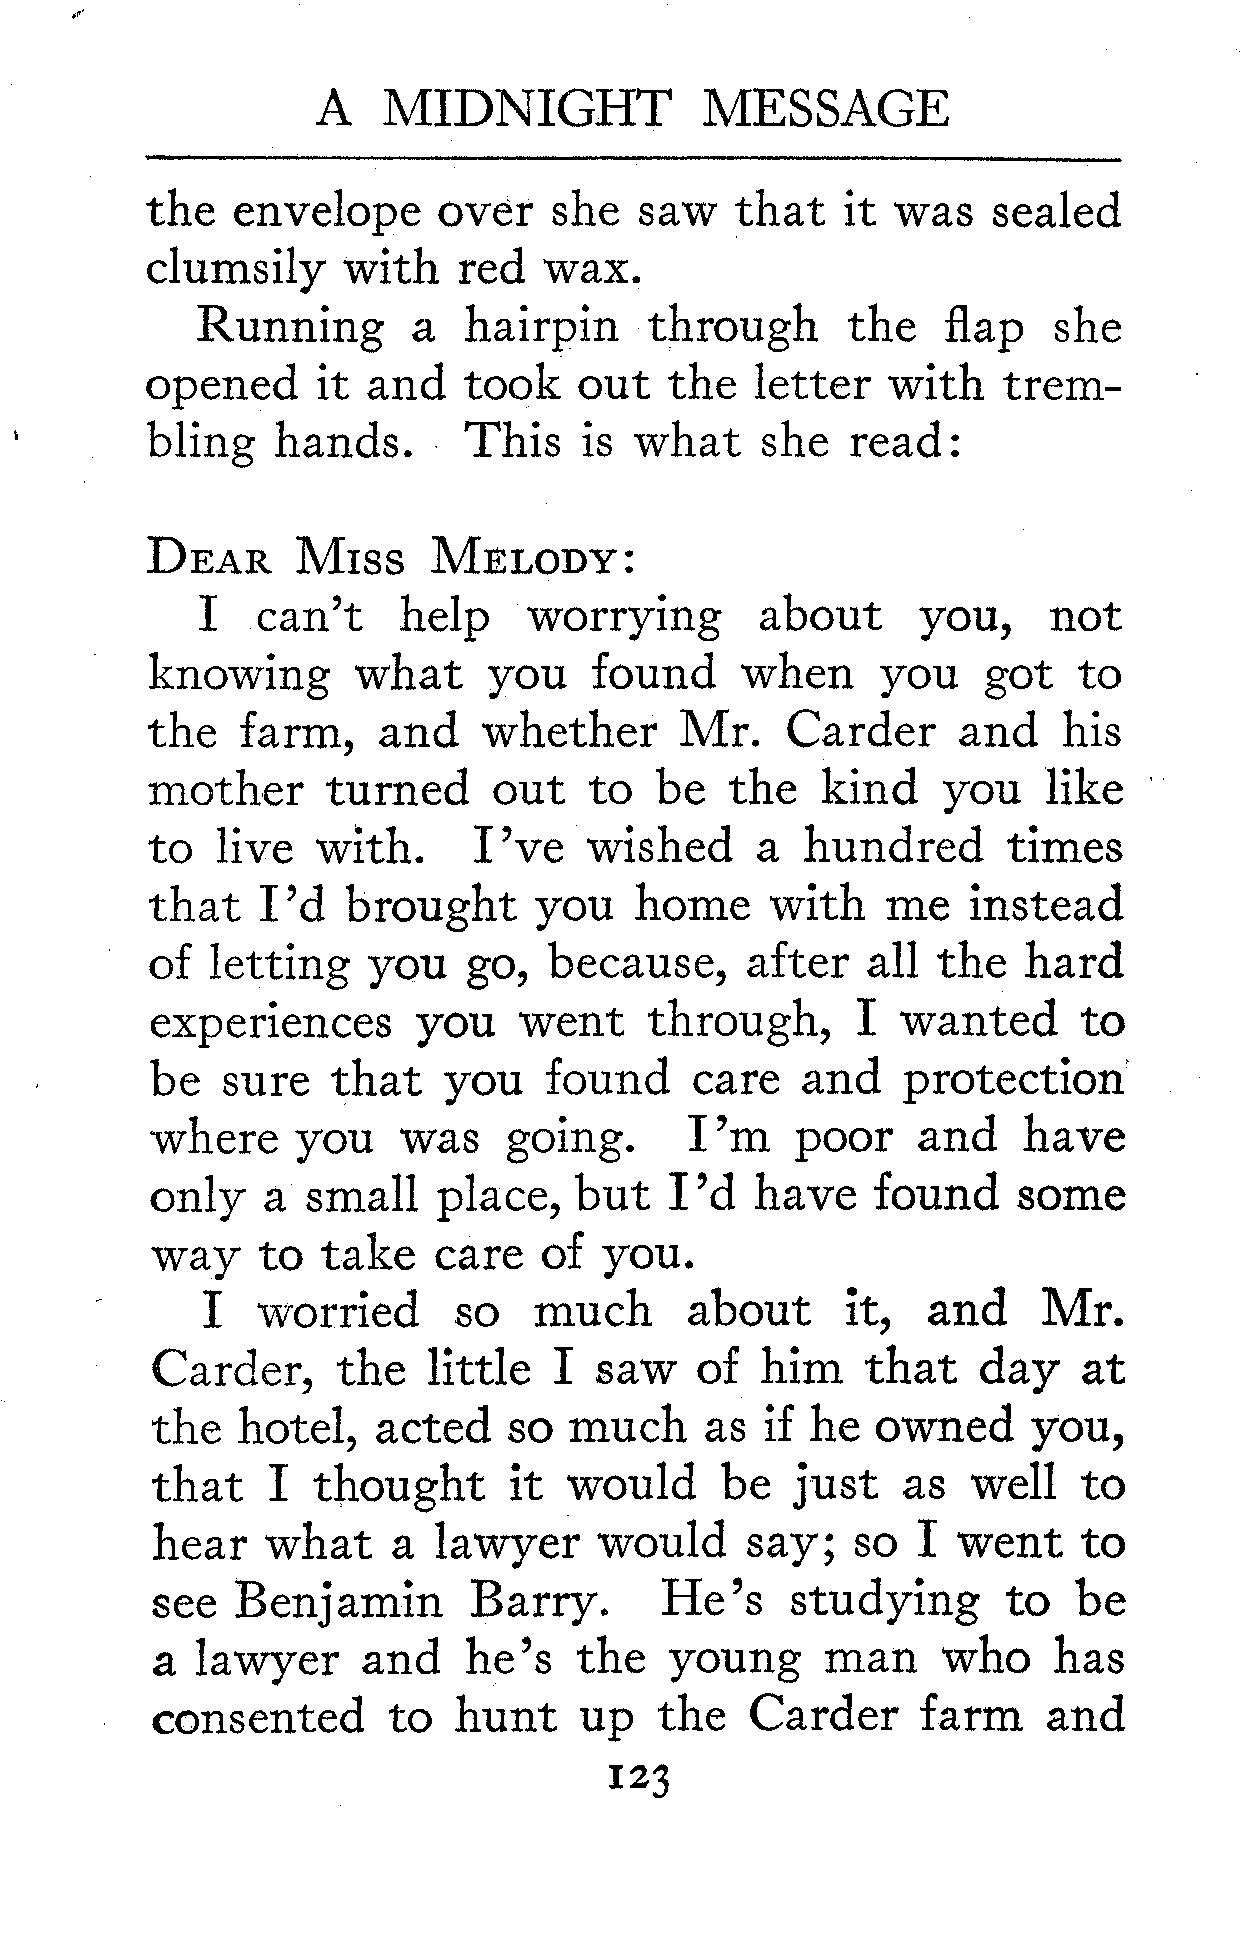 A MIDNIGHT MESSAGE
the envelope over she saw that it was sealed
clumsily with red wax.
Running a hairpin through the flap she
opened it and took out the letter with trem-
bling hands. This is what she read:
DEAR MISS MELODY:
I can't help worrying about you, not
knowing what you found when you got to
the farm, and whether Mr. Carder and his
mother turned out to be the kind you like
to live with. I've wished a hundred times
that I'd brought you home with me instead
of letting you go, because, after all the hard
experiences you went through, I wanted to
be sure that you found care and protection
where you was going. I'm poor and have
only a small place, but I'd have found some
way to take care of you.
I worried so much about it, and Mr.
Carder, the little I saw of him that day at
the hotel, acted so much as if he owned you,
that I thought it would be just as well to
hear what a lawyer would say; so I went to
see Benjamin Barry. He's studying to be
a lawyer and he's the young man who has
consented to hunt up the Carder farm and
123